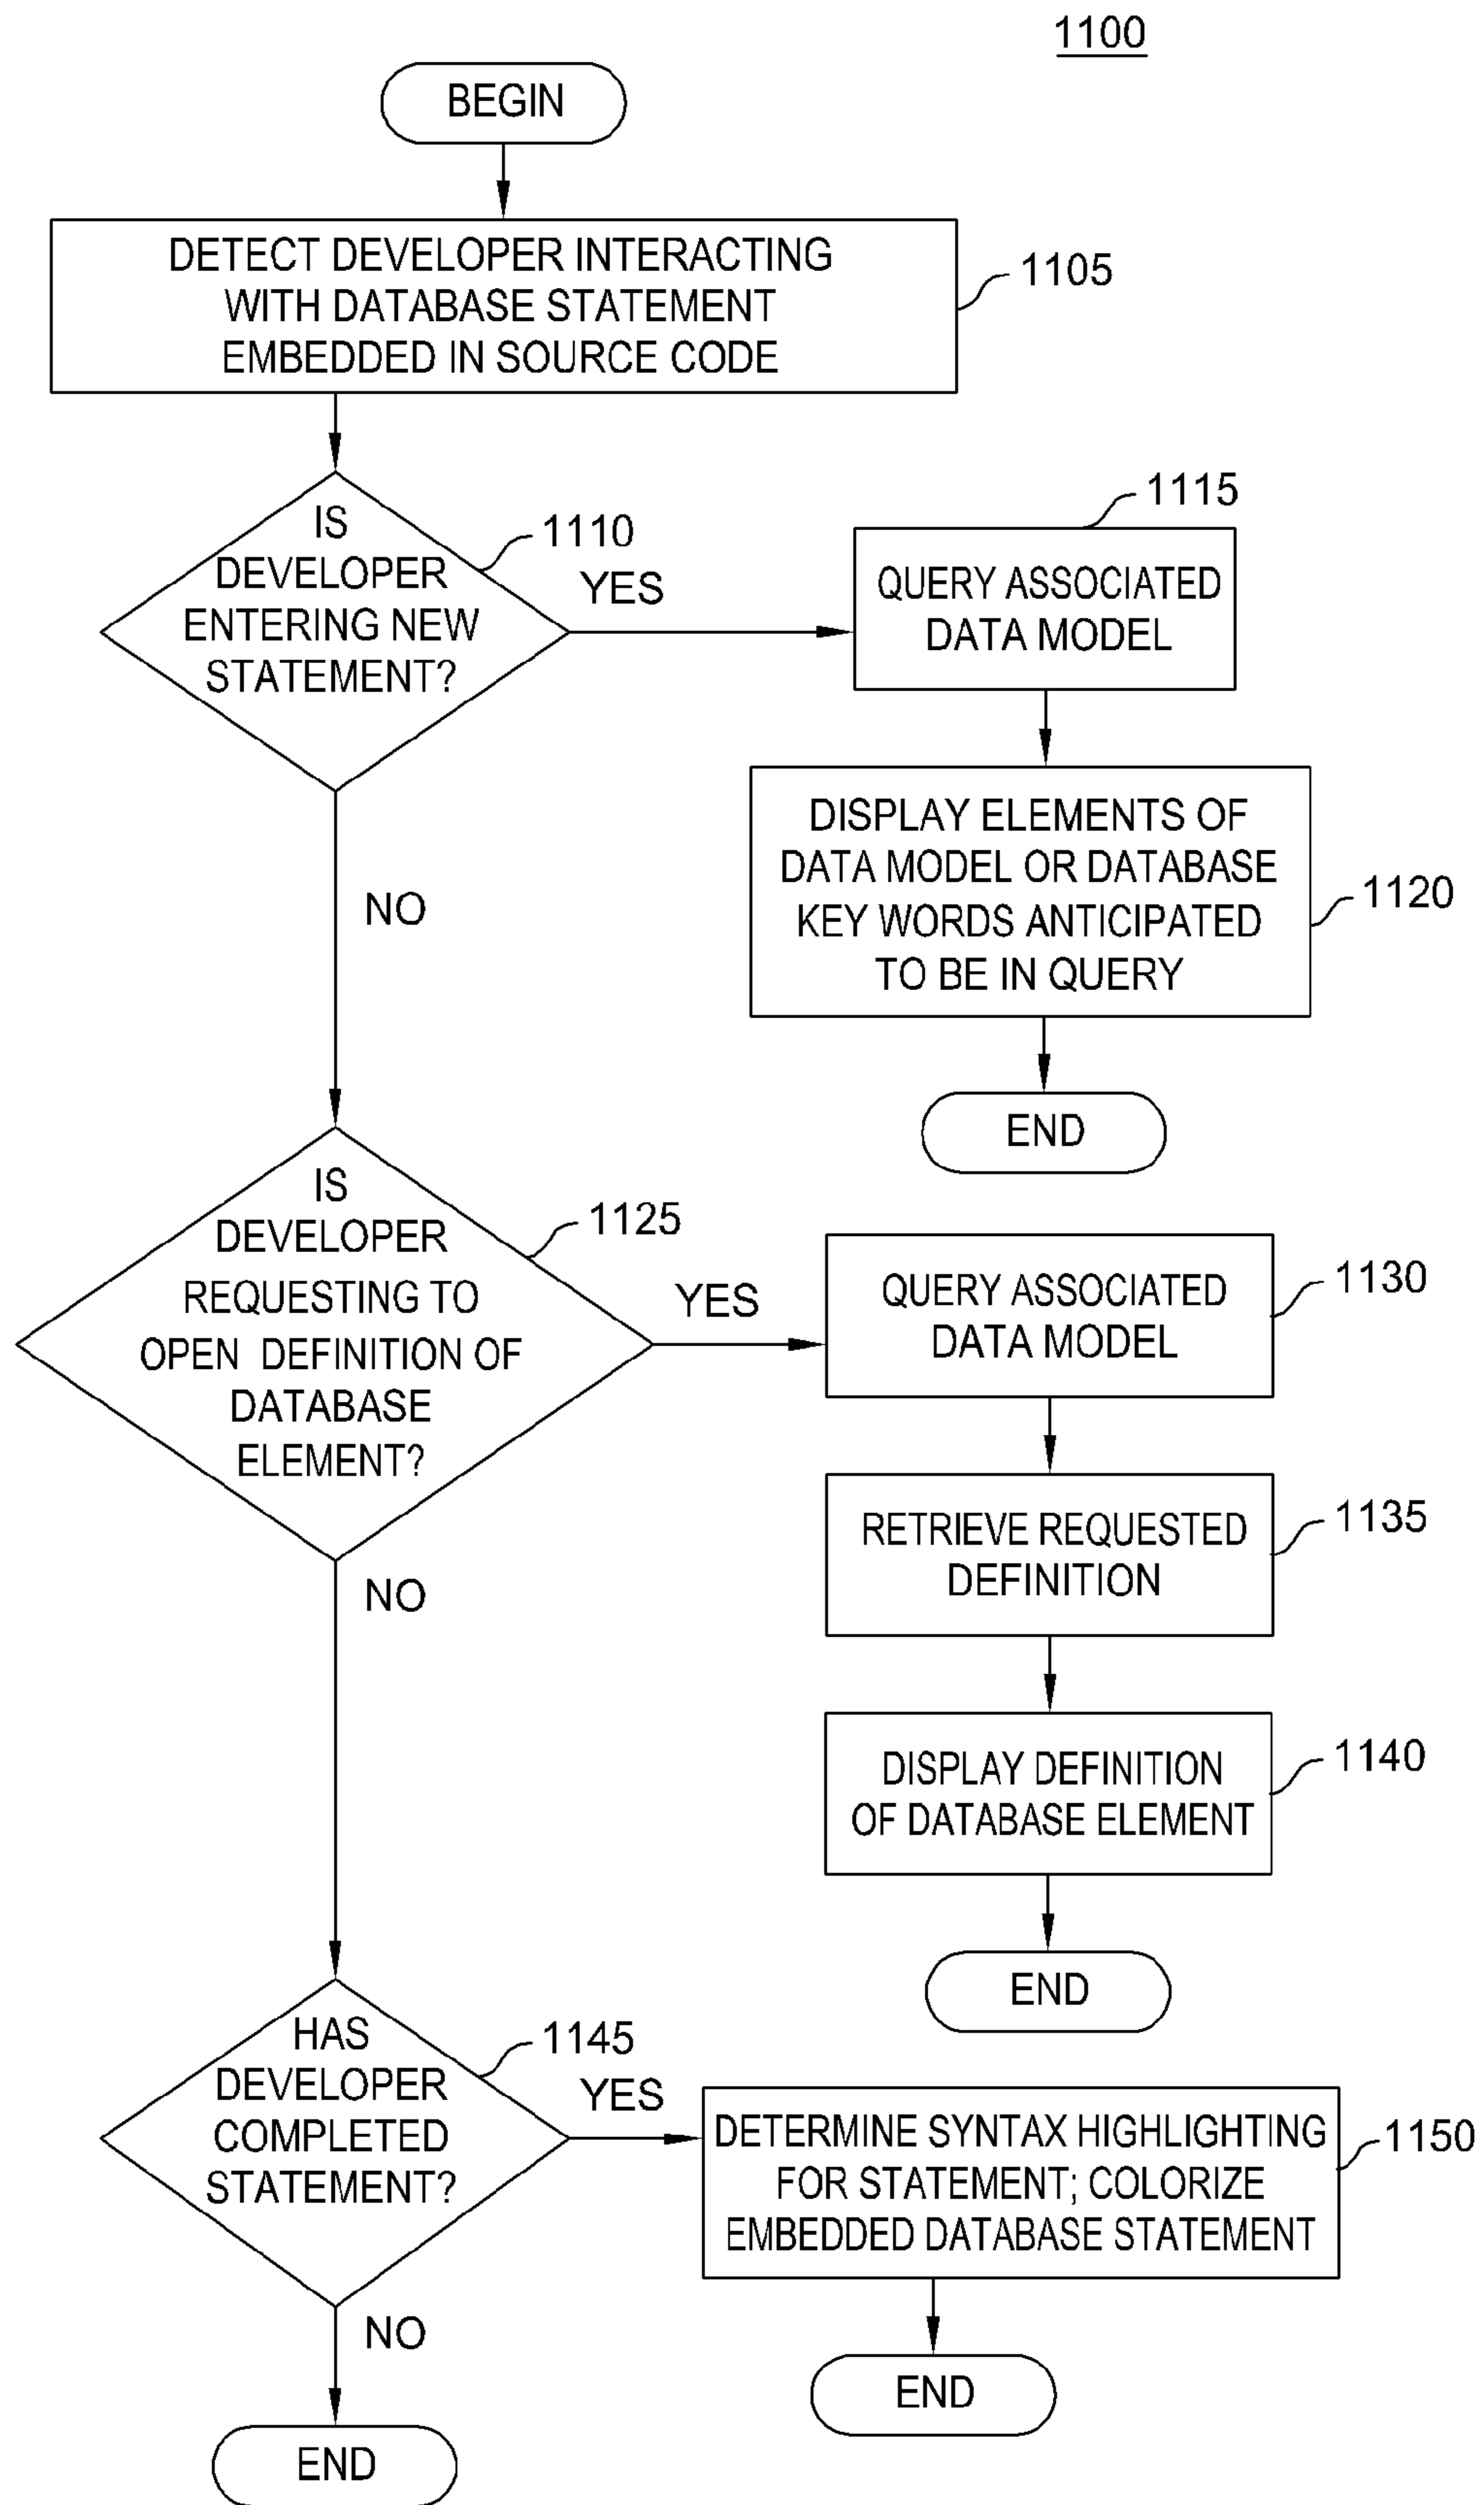 1100
BEGIN
DETECT DEVELOPER INTERACTING
WITH DATABASE STATEMENT
EMBEDDED IN SOURCE CODE
1105
IS
DEVELOPER
ENTERING NEW
STATEMENT?
1110
YES
1115
QUERY ASSOCIATED
DATA MODEL
DISPLAY ELEMENTS OF
DATA MODEL OR DATABASE
KEY WORDS ANTICIPATED
TO BE IN QUERY
1120
END
NO
IS
DEVELOPER
REQUESTING TO
OPEN DEFINITION OF
DATABASE
ELEMENT?
1125
YES
QUERY ASSOCIATED
DATA MODEL
1130
RETRIEVE REQUESTED
DEFINITION
1135
DISPLAY DEFINITION
OF DATABASE ELEMENT
1140
END
NO
HAS
DEVELOPER
COMPLETED
STATEMENT?
1145
YES
DETERMINE SYNTAX HIGHLIGHTING
FOR STATEMENT; COLORIZE
EMBEDDED DATABASE STATEMENT
1150
END
NO
END